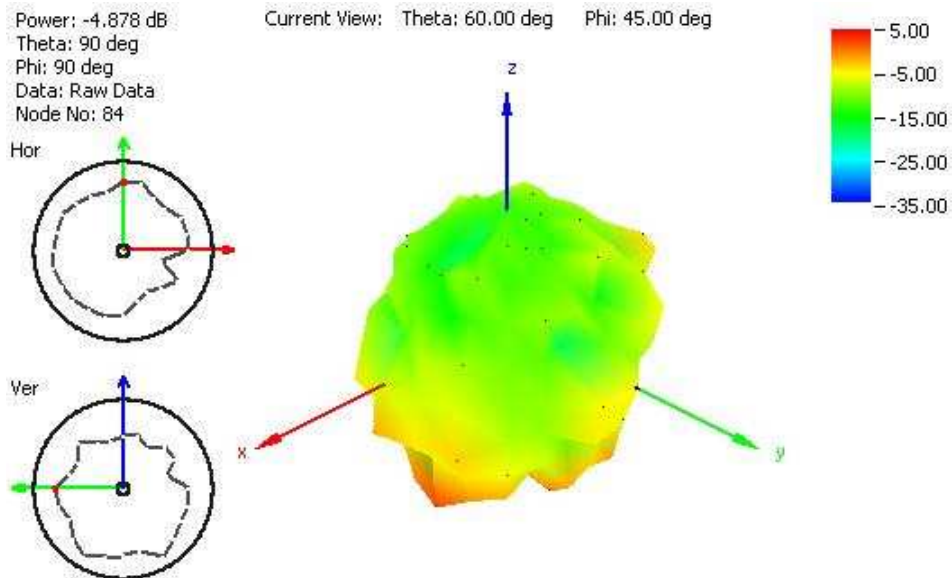 Power: -4.878 dB
Theta: 90 deg
Phi: 90 deg
Data: Raw Data
Node No: 84
Current View: Theta: 60.00 deg Phi: 45.00 deg
Hor
Ver
z
x
y
5.00
-5.00
-15.00
-25.00
-35.00